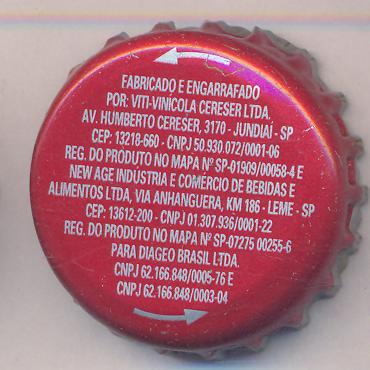 FABRICADO E ENGARRAFADO
POR: VITI-VINÍCOLA CERESER LTDA.
AV. HUMBERTO CERESER, 3170 - JUNDIAÍ - SP
CEP: 13218-660 - CNPJ 50.930.072/0001-06
REG. DO PRODUTO NO MAPA Nº SP-01909/00058-4 E
NEW AGE INDÚSTRIA E COMÉRCIO DE BEBIDAS E
ALIMENTOS LTDA, VIA ANHANGUERA, KM 186 - LEME - SP
CEP: 13612-200 - CNPJ 01.307.936/0001-22
REG. DO PRODUTO NO MAPA Nº SP-07275 00255-6
PARA DIAGEO BRASIL LTDA.
CNPJ 62.166.848/0005-76 E
CNPJ 62.166.848/0003-04